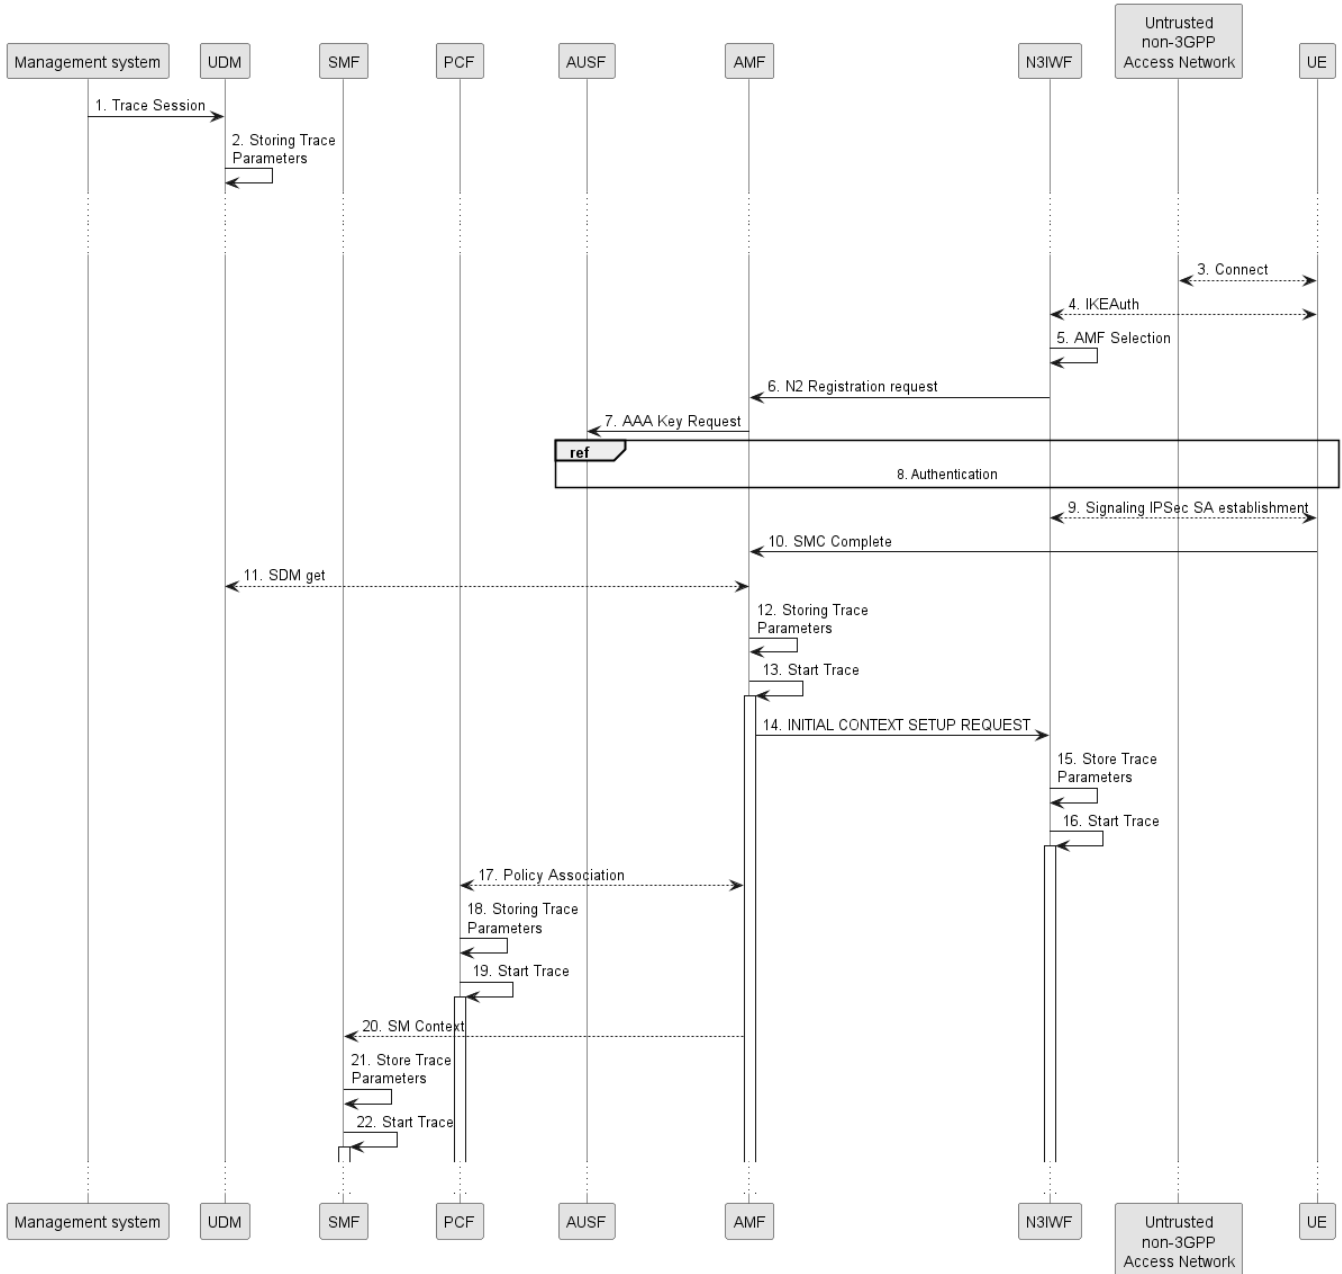 Untrusted
non-3GPP
Management system UDM SMF PCF AUSF AMF N3IWF Access Network UE
1. Trace Session
2. Storing Trace
Parameters
3. Connect
4. IKEAuth
5. AMF Selection
6. N2 Registration request
7. AAA Key Request
ref
8. Authentication
9. Signaling IPSec SA establishment
10. SMC Complete
11. SDM get
12. Storing Trace
Parameters
13. Start Trace
14. INITIAL CONTEXT SETUP REQUEST
15. Store Trace
Parameters
16. Start Trace
17. Policy Association
18. Storing Trace
Parameters
19. Start Trace
20. SM Context
21. Store Trace
Parameters
22. Start Trace
Management system UDM SMF PCF AUSF AMF N3IWF Untrusted UE
non-3GPP
Access Network